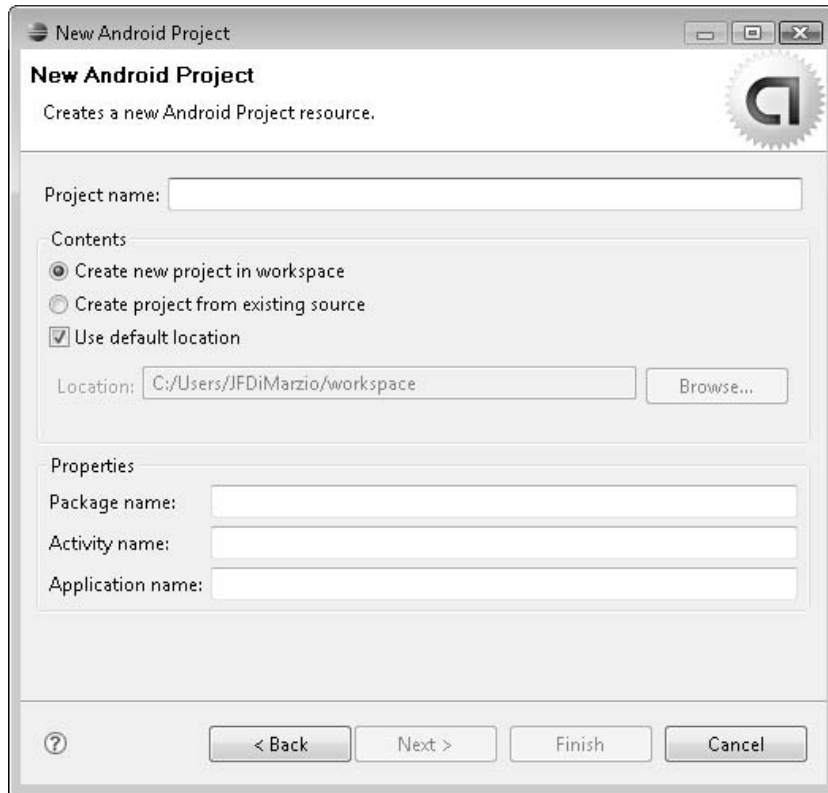 New Android Project
New Android Project
Creates a new Android Project resource.
Project name:
Contents
Create new project in workspace
Create project from existing source
Use default location
Location: C:/Users/JFDiMarzio/workspace Browse...
Properties
Package name:
Activity name:
Application name:
? < Back Next > Finish Cancel